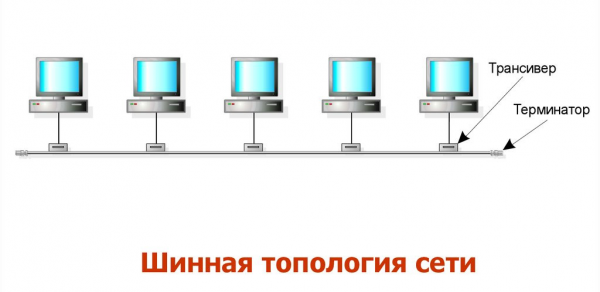 Трансивер
Терминатор
Шинная топология сети